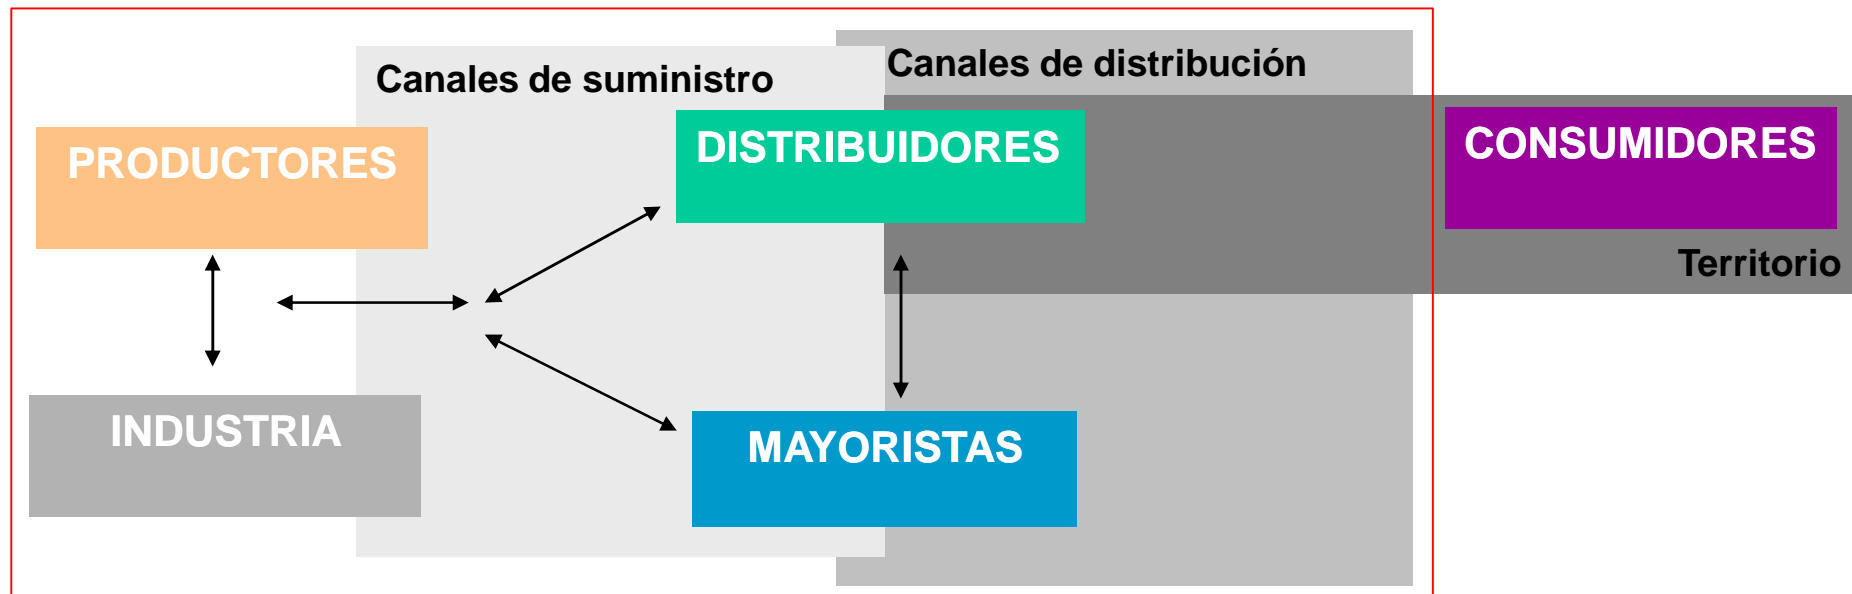 Canales de suministro
Canales de distribución
PRODUCTORES
DISTRIBUIDORES
CONSUMIDORES
Territorio
INDUSTRIA
MAYORISTAS